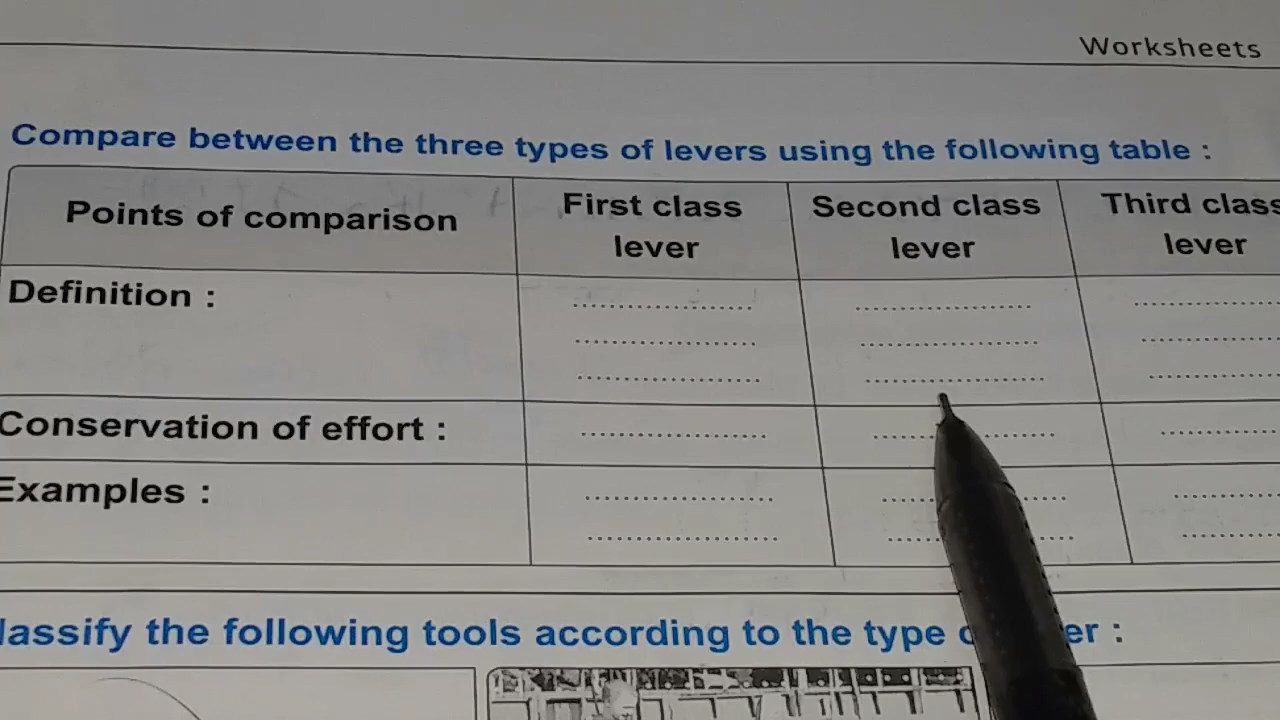 Worksheets
Compare between the three types of levers using the following table :
Points of comparison
First class
lever
Second class
lever
Third class
lever
Definition :
Conservation of effort :
Examples :
lassify the following tools according to the type
er :